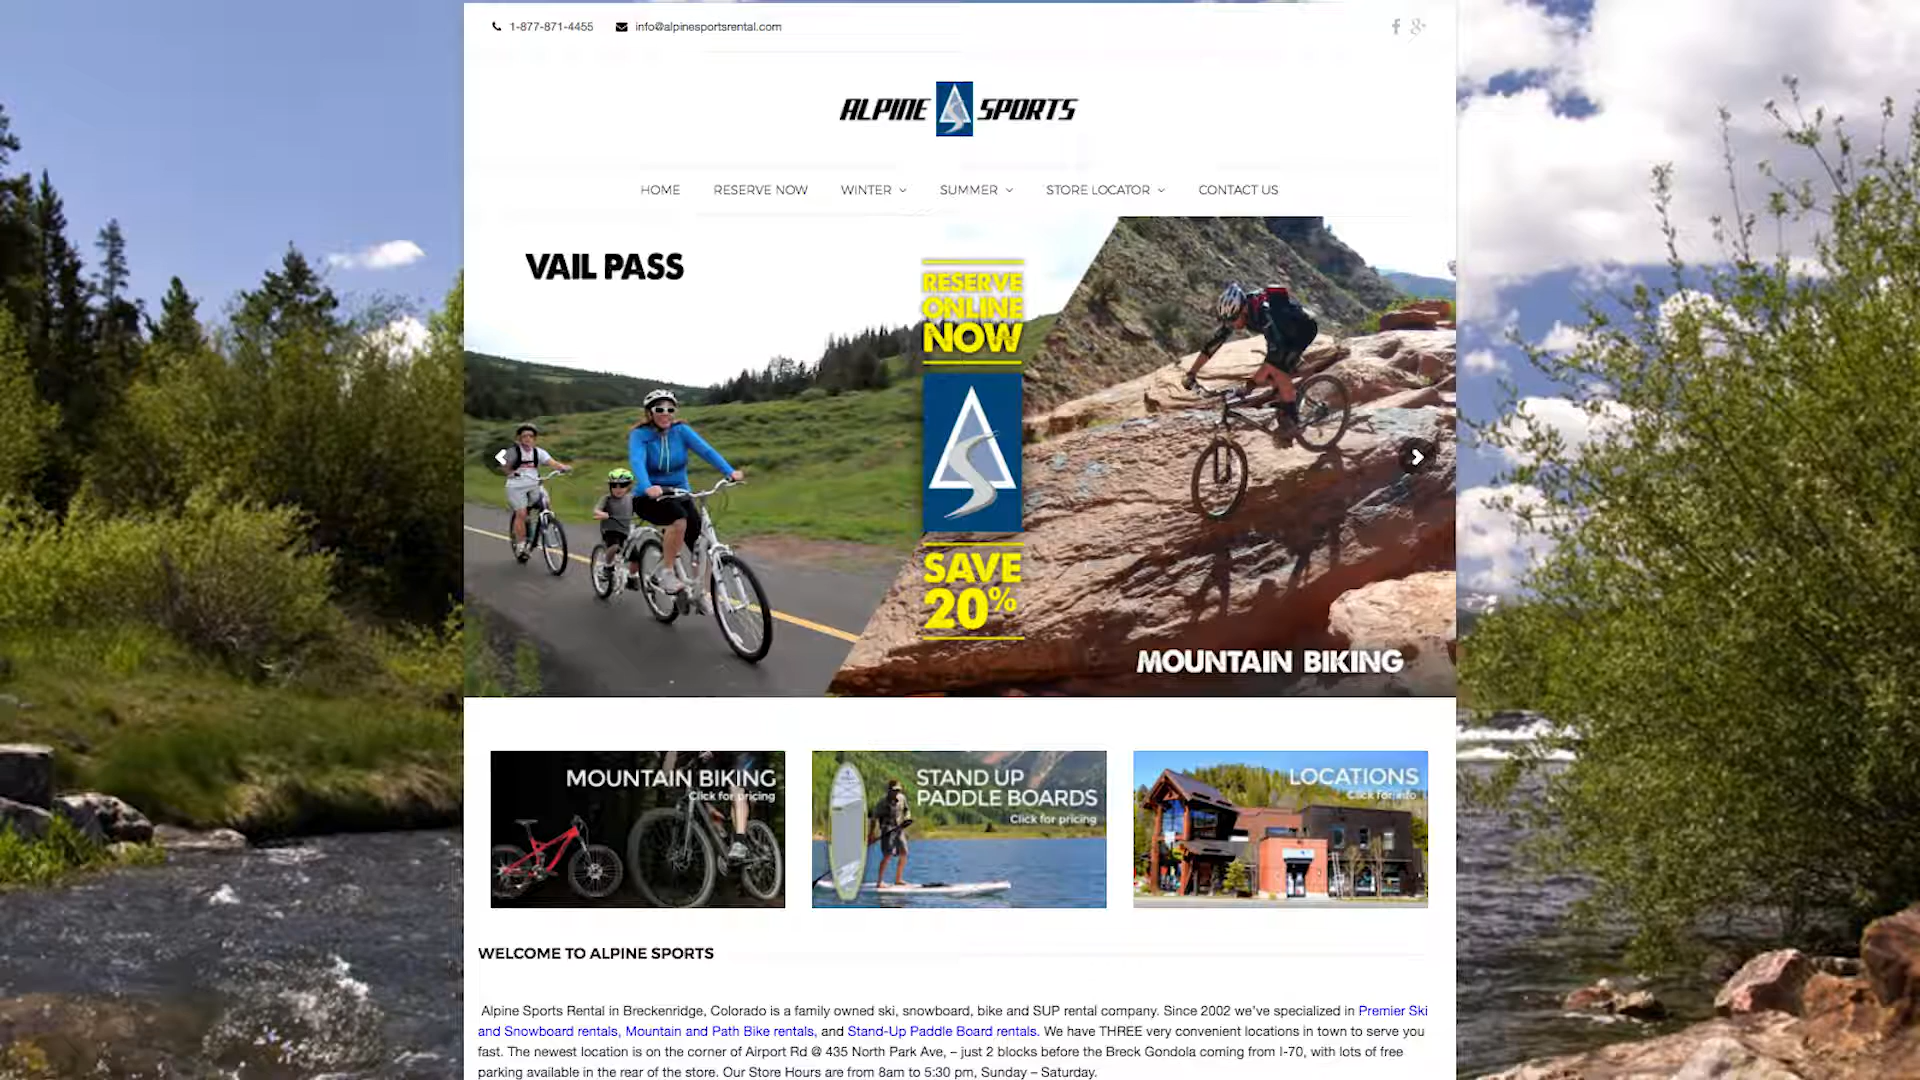 1-877-871-4455 info@alpinesportsrental.com
ALPINE SPORTS
HOME RESERVE NOW WINTER SUMMER STORE LOCATOR CONTACT US
VAIL PASS
RESERVE
ONLINE
NOW
SAVE
20%
MOUNTAIN BIKING
MOUNTAIN BIKING
Click for pricing
STAND UP
PADDLE BOARDS
Click for pricing
LOCATIONS
Click for info
WELCOME TO ALPINE SPORTS
Alpine Sports Rental in Breckenridge, Colorado is a family owned ski, snowboard, bike and SUP rental company. Since 2002 we've specialized in Premier Ski
and Snowboard rentals, Mountain and Path Bike rentals, and Stand-Up Paddle Board rentals. We have THREE very convenient locations in town to serve you
fast. The newest location is on the corner of Airport Rd @ 435 North Park Ave, – just 2 blocks before the Breck Gondola coming from I-70, with lots of free
parking available in the rear of the store. Our Store Hours are from 8am to 5:30 pm, Sunday – Saturday.